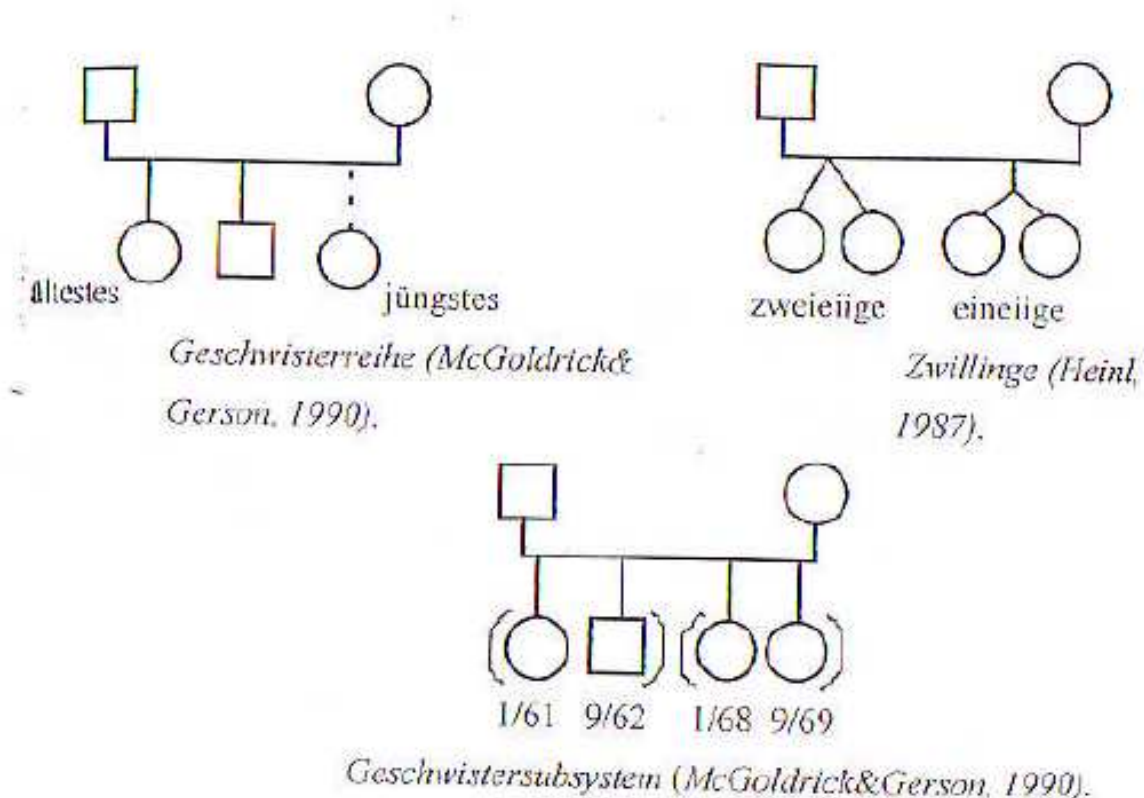 ältestes
jüngstes
Geschwisterreihe (McGoldrick&
Gerson, 1990).
zweieiige eineiige
Zwillinge (Heinl,
1987).
1/61 9/62 1/68 9/69
Geschwistersubsystem (McGoldrick&Gerson, 1990).